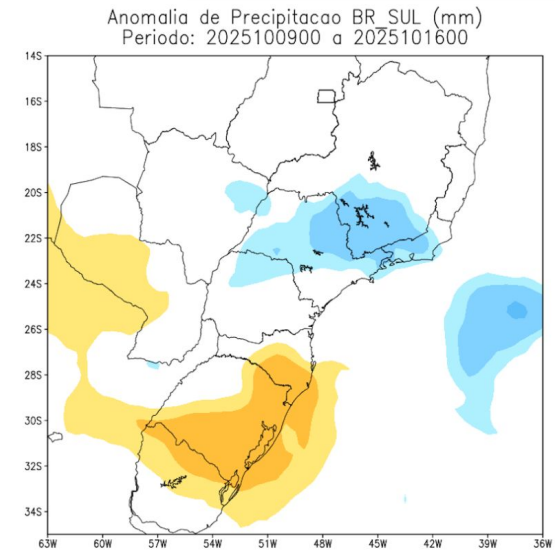 Anomalia de Precipitacao BR_SUL (mm)
Periodo: 2025100900 a 2025101600
14S
16S
18S
20S
22S
24S
26S
28S
30S
32S
34S
63W 60W 57W 54W 51W 48W 45W 42W 39W 36W